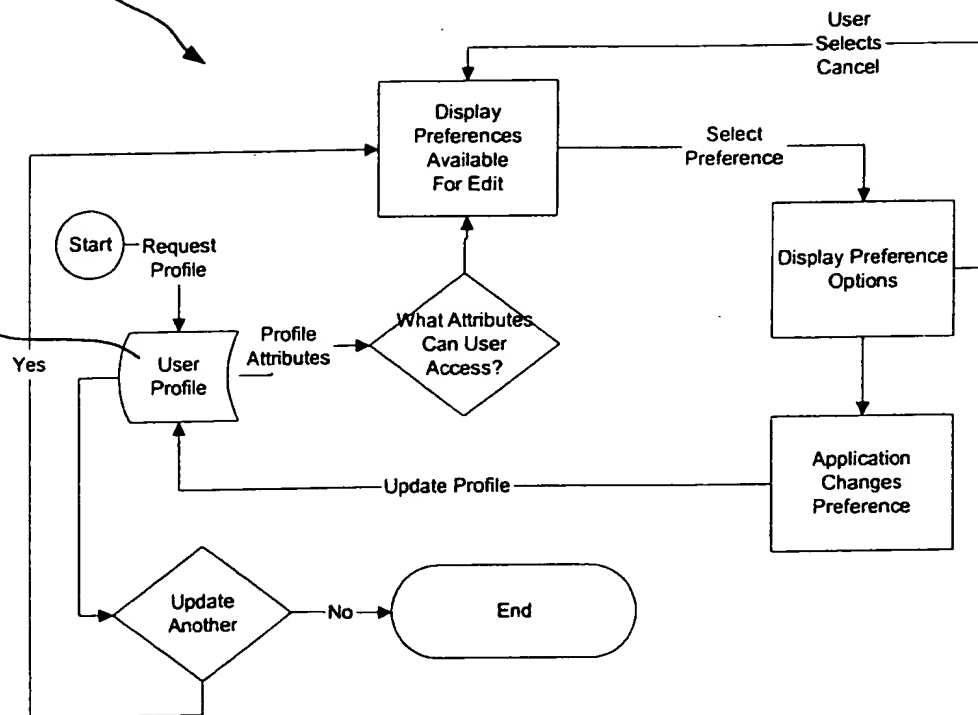 User
Selects
Cancel
Display
Preferences
Available
For Edit
Select
Preference
Start
Request
Profile
Display Preference
Options
What Attributes
Can User
Access?
Profile
Attributes
User
Profile
Yes
Application
Changes
Preference
Update Profile
Update
Another
No
End